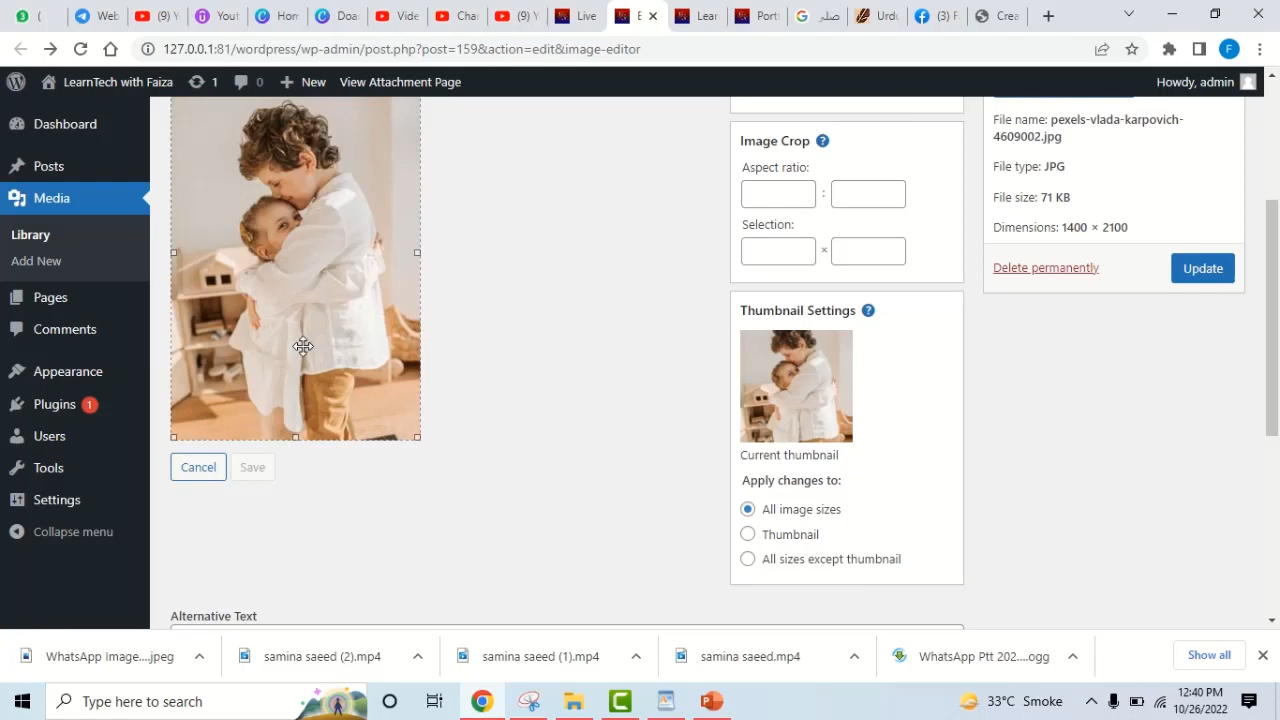 3
Web
(9) Y
Yout
Hom
Doc
Vide
Cha
(9) Y
Live
E
Lear
Port
Urdu
(3) F
Crea
127.0.0.1:81/wordpress/wp-admin/post.php?post=159&action=edit&image-editor
F
LearnTech with Faiza
1
0
New
View Attachment Page
Howdy, admin
Dashboard
Posts
Media
Library
Add New
Pages
Comments
Appearance
Plugins 1
Users
Tools
Settings
Collapse menu
Cancel
Save
Alternative Text
Image Crop ?
Aspect ratio:
:
Selection:
×
Thumbnail Settings ?
Current thumbnail
Apply changes to:
All image sizes
Thumbnail
All sizes except thumbnail
File name: pexels-vlada-karpovich-
4609002.jpg
File type: JPG
File size: 71 KB
Dimensions: 1400 × 2100
Delete permanently
Update
WhatsApp Image....jpeg
samina saeed (2).mp4
samina saeed (1).mp4
samina saeed.mp4
WhatsApp Ptt 202....ogg
Show all
Type here to search
33°C Smoke
12:40 PM
10/26/2022